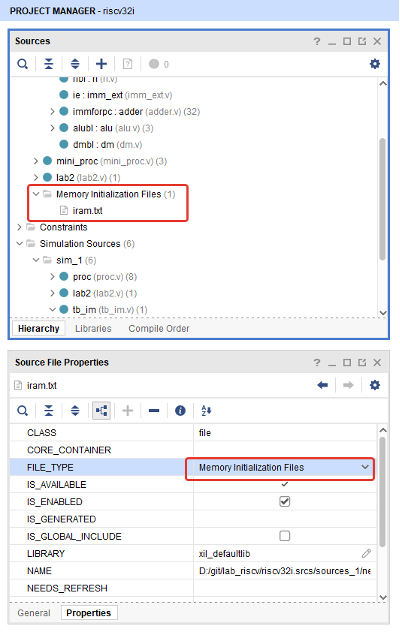 PROJECT MANAGER - riscv32i
Sources
0
nbl : n (n.v)
ie : imm_ext (imm_ext.v)
immforpc : adder (adder.v) (32)
alubl : alu (alu.v) (3)
dmbl : dm (dm.v)
mini_proc (mini_proc.v) (3)
lab2 (lab2.v) (1)
Memory Initialization Files (1)
iram.txt
Constraints
Simulation Sources (6)
sim_1 (6)
proc (proc.v) (8)
lab2 (lab2.v) (1)
tb_im (tb_im.v) (1)
Hierarchy Libraries Compile Order
Source File Properties
iram.txt
CLASS file
CORE_CONTAINER
FILE_TYPE Memory Initialization Files
IS_AVAILABLE
IS_ENABLED
IS_GENERATED
IS_GLOBAL_INCLUDE
LIBRARY xil_defaultlib
NAME D:/git/lab_riscv/riscv32i.srcs/sources_1/ne
NEEDS_REFRESH
General Properties